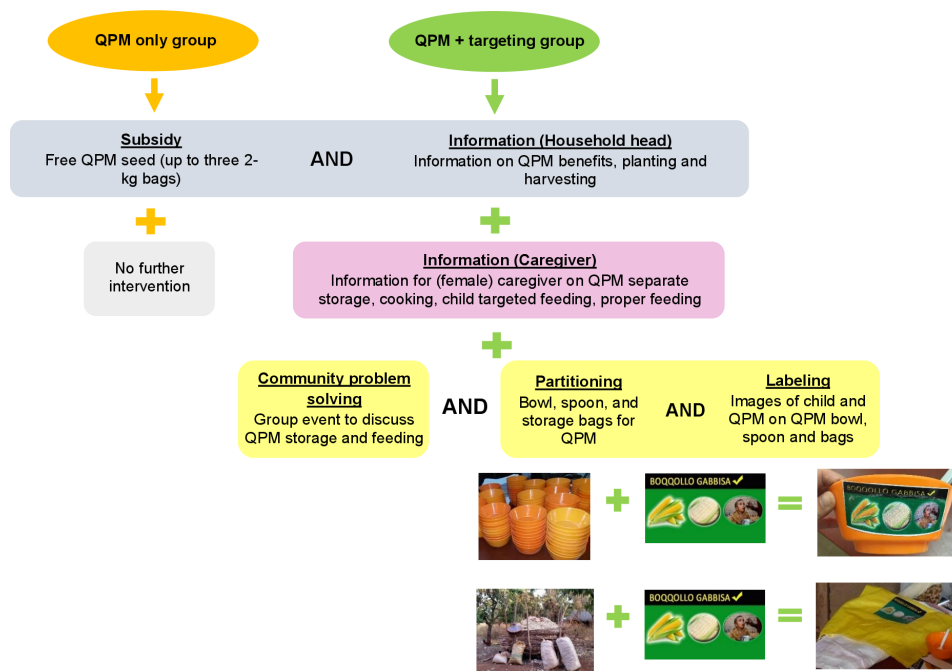 QPM only group
QPM + targeting group
Subsidy
Free QPM seed (up to three 2-
kg bags)
AND
Information (Household head)
Information on QPM benefits, planting and
harvesting
No further
intervention
Information (Caregiver)
Information for (female) caregiver on QPM separate
storage, cooking, child targeted feeding, proper feeding
Community problem
solving
Group event to discuss
QPM storage and feeding
AND
Partitioning
Bowl, spoon, and
storage bags for
QPM
AND
Labeling
Images of child and
QPM on QPM bowl,
spoon and bags
BOQQOLLO GABBISA
BOQQOLLO GABBISA
BOQQOLLO GABBISA